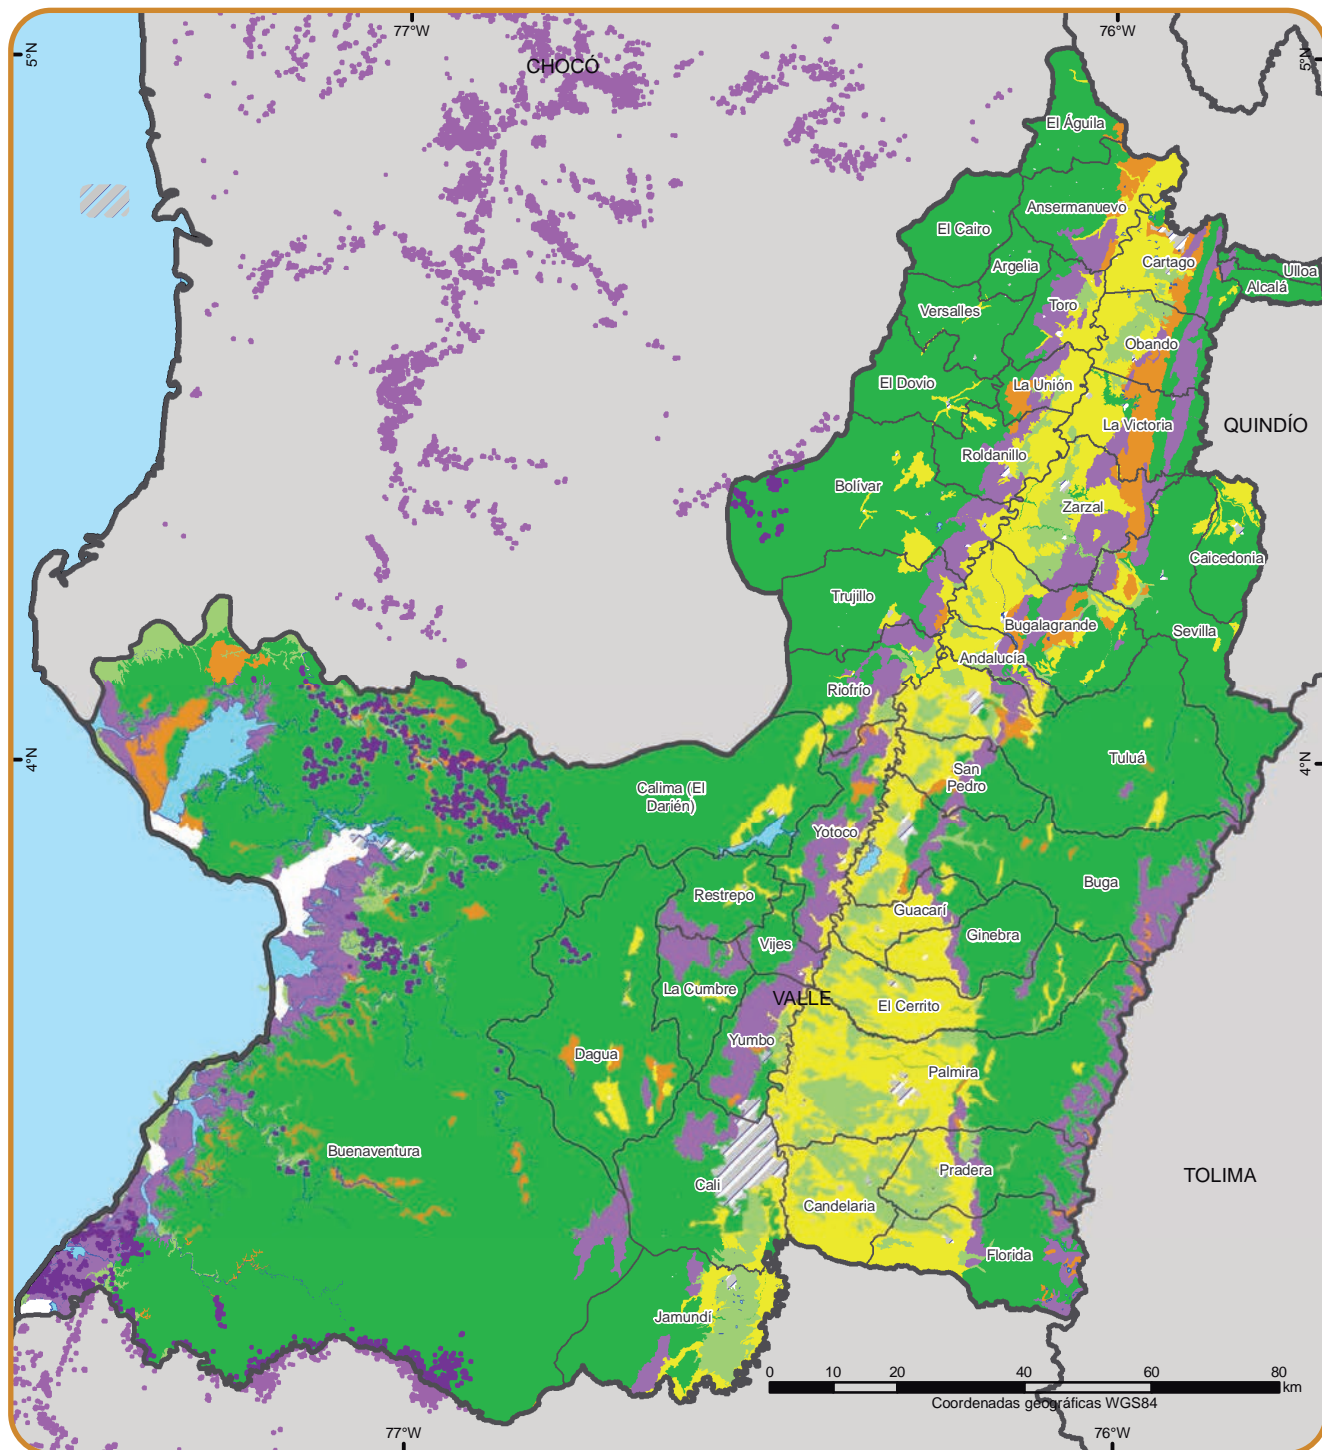 77°W
76°W
5°N
5°N
CHOCÓ
El Águila
Ansermanuevo
El Cairo
Cartago
Argelia
Ulloa
Alcalá
Toro
Versalles
Obando
El Dovio
La Unión
La Victoria
QUINDÍO
Roldanillo
Bolívar
Zarzal
Caicedonia
Trujillo
Bugalagrande
Sevilla
Andalucía
Riofrío
4°N
4°N
Tuluá
San
Pedro
Calima (El
Darién)
Yotoco
Buga
Restrepo
Guacarí
Ginebra
Vijes
La Cumbre
VALLE
El Cerrito
Yumbo
Dagua
Palmira
Buenaventura
Pradera
TOLIMA
Cali
Candelaria
Florida
Jamundí
0 10 20 40 60 80
km
Coordenadas geográficas WGS84
77°W
76°W